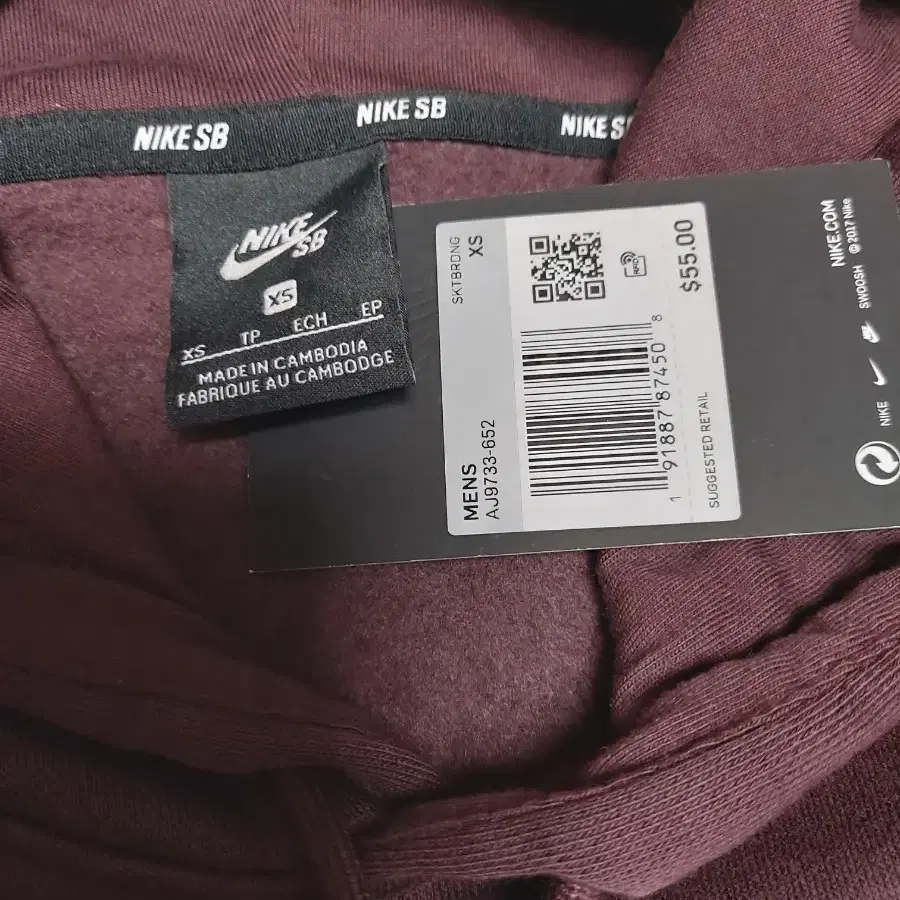 NIKE SB
NIKE SB
NIKE S
NIKE
SB
XS
XS TP ECH EP
MADE IN CAMBODIA
FABRIQUE AU CAMBODGE
SKTBRDNG
XS
MENS
AJ9733-652
RFID
1 91887 87450 8
$55.00
SUGGESTED RETAIL
NIKE.COM
© 2017 Nike
SWOOSH
NIKE